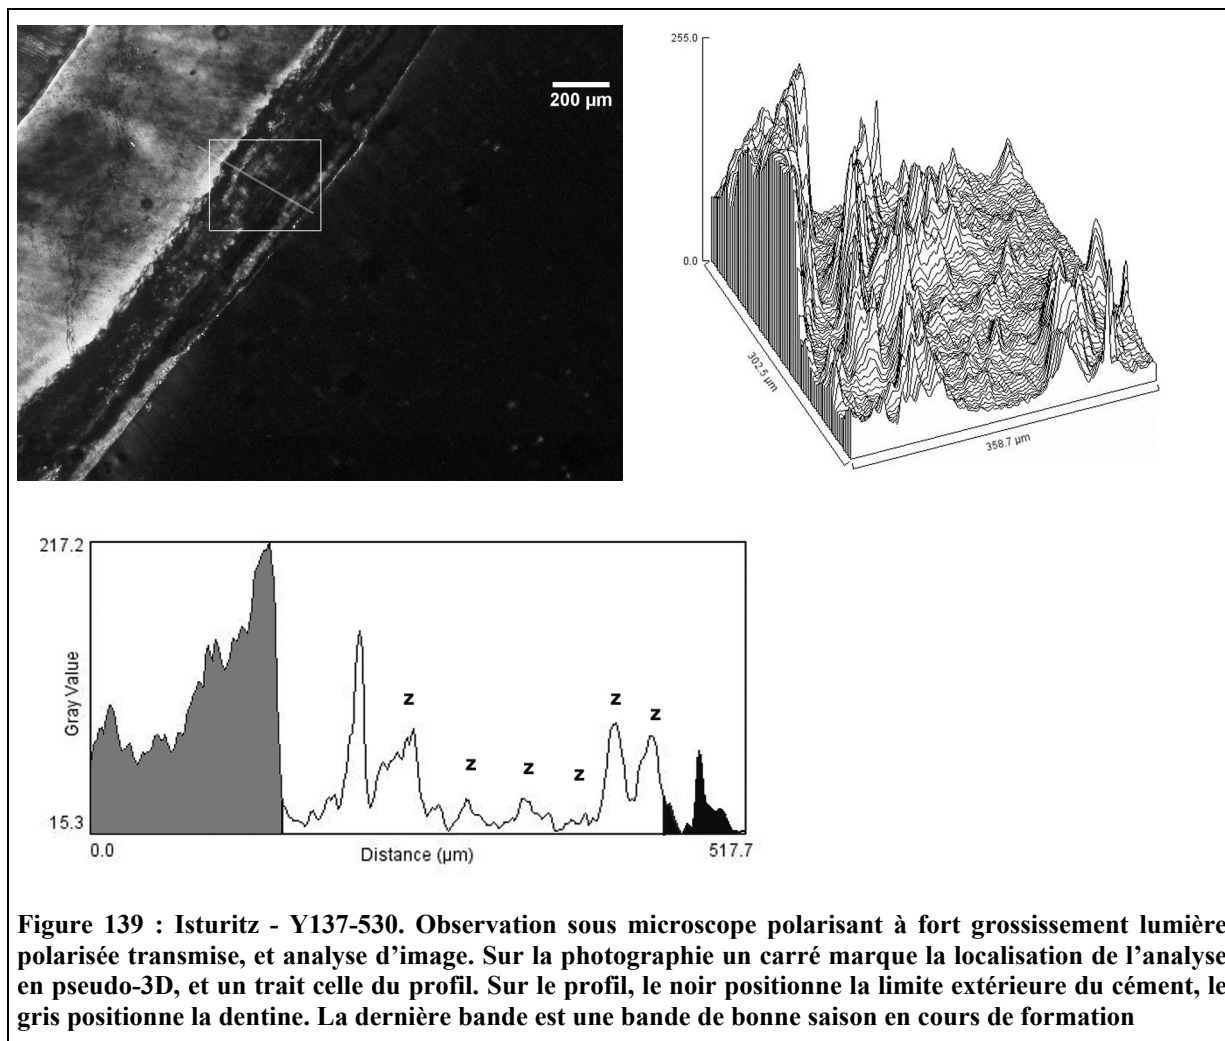 200 µm
255.0
0.0
302.5 µm
358.7 µm
217.2
Gray Value
15.3
z
z
z
z
z
z
0.0
Distance (µm)
517.7
Figure 139 : Isturitz - Y137-530. Observation sous microscope polarisant à fort grossissement lumière
polarisée transmise, et analyse d’image. Sur la photographie un carré marque la localisation de l’analyse
en pseudo-3D, et un trait celle du profil. Sur le profil, le noir positionne la limite extérieure du cément, le
gris positionne la dentine. La dernière bande est une bande de bonne saison en cours de formation